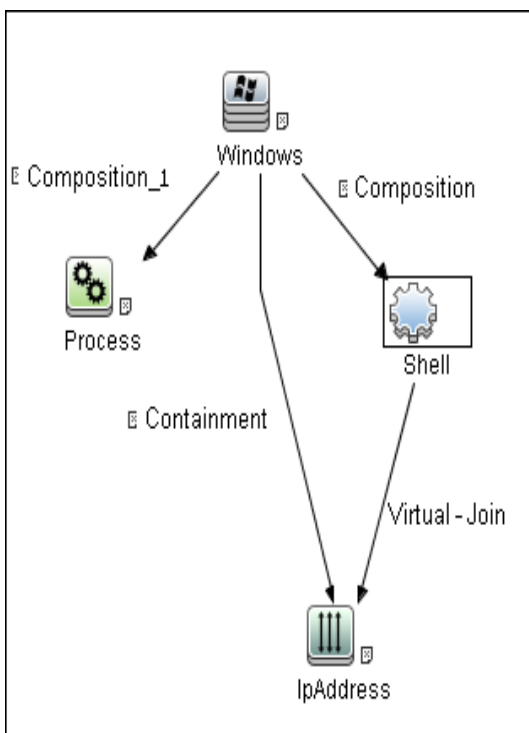 Windows
Composition_1
Composition
Process
Shell
Containment
Virtual - Join
IpAddress